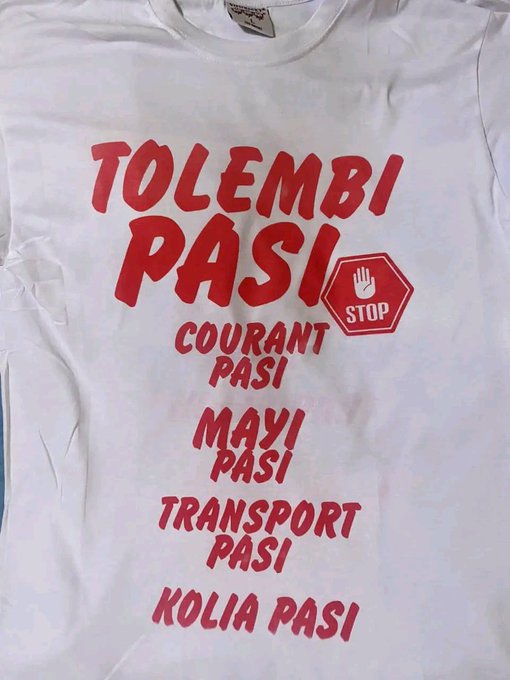 TOLEMBI
PASI
STOP
COURANT
PASI
MAYI
PASI
TRANSPORT
PASI
KOLIA PASI